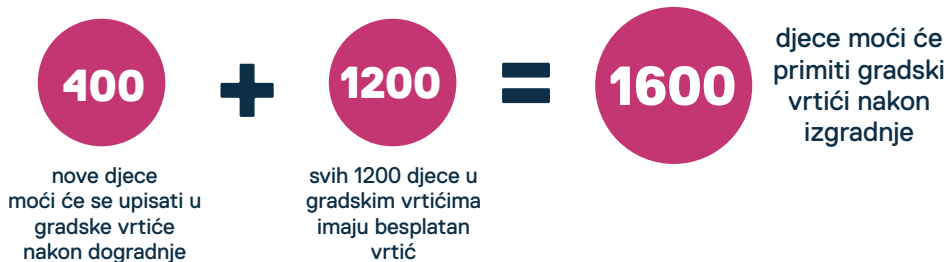 400
+
1200
=
1600
djece moći će
primiti gradski
vrtići nakon
izgradnje
nove djece
moći će se upisati u
gradske vrtiće
nakon dogradnje
svih 1200 djece u
gradskim vrtićima
imaju besplatan
vrtić